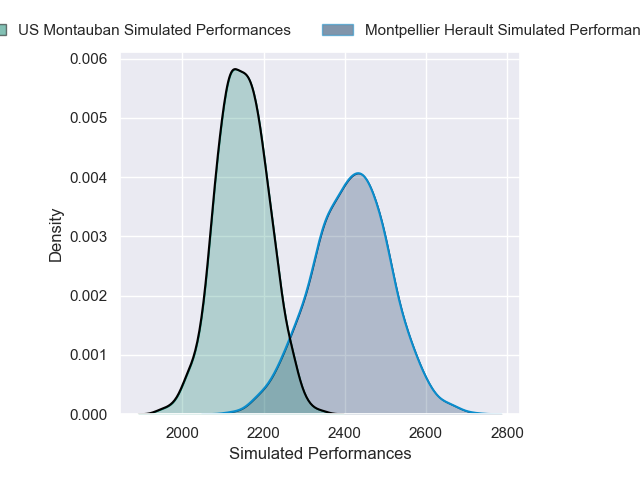 US Montauban Simulated Performances
Montpellier Herault Simulated
0.006
0.005
0.004
0.003
0.002
0.001
0.000
Density
2000 2200 2400 2600 2800
Simulated Performances